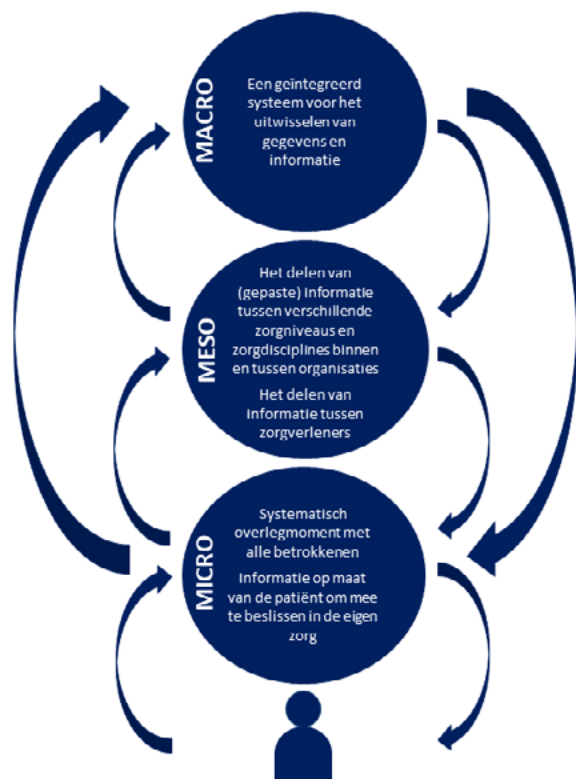 MACRO
Een geïntegreerd
systeem voor het
uitwisselen van
gegevens en
informatie
MESO
Het delen van
(gepaste) informatie
tussen verschillende
zorgniveaus en
zorgdisciplines binnen
en tussen organisaties
Het delen van
informatie tussen
zorgverleners
MICRO
Systematisch
overlegmoment met
alle betrokkenen
Informatie op maat
van de patiënt om mee
te beslissen in de eigen
zorg